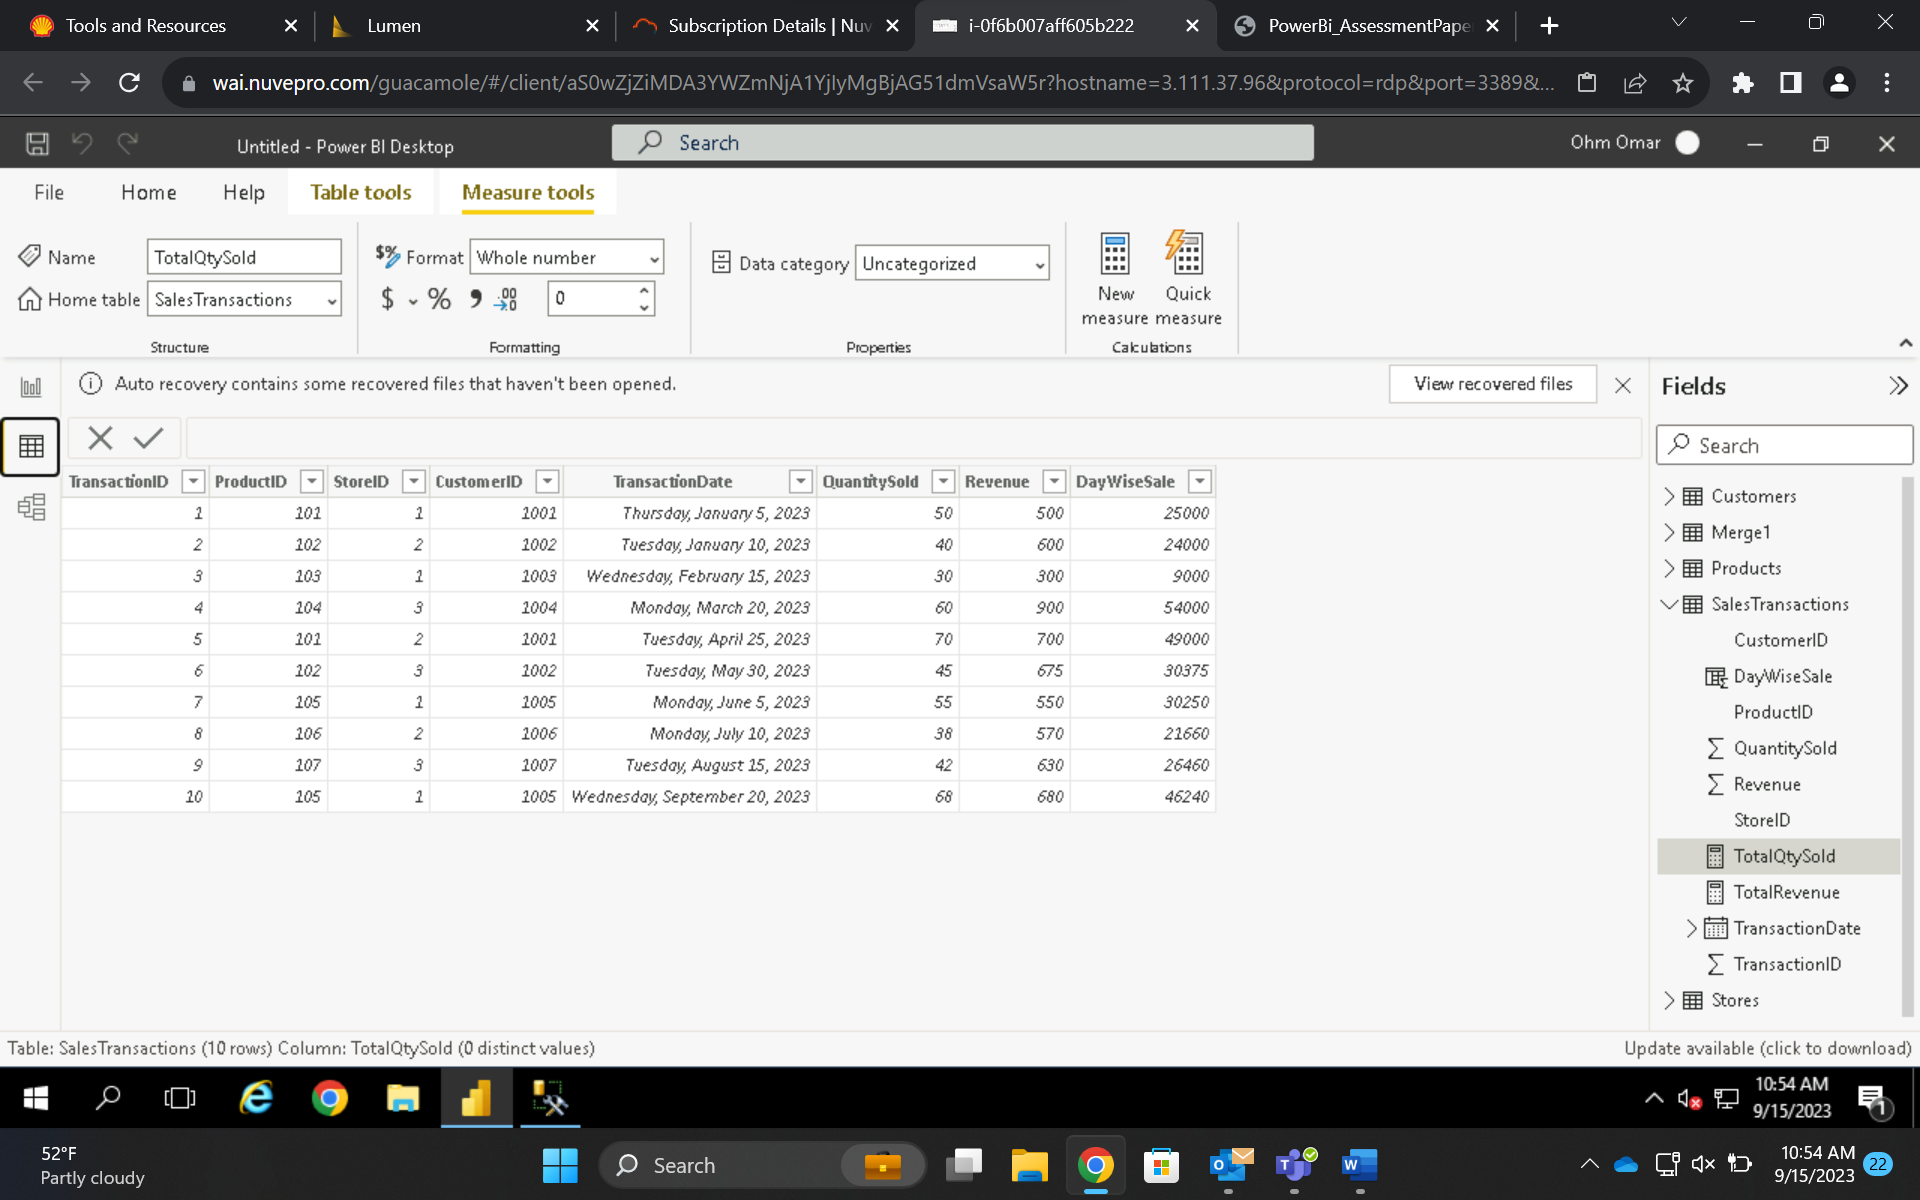 Tools and Resources
Lumen
Subscription Details | Nuv
i-0f6b007aff605b222
PowerBi_AssessmentPape
wai.nuvepro.com/guacamole/#/client/aS0wZjZiMDA3YWZmNjA1YjIyMgBjAG51dmVsaW5r?hostname=3.111.37.96&protocol=rdp&port=3389&...
Untitled - Power BI Desktop
Search
Ohm Omar
File Home Help Table tools Measure tools
Name TotalQtySold
Home table SalesTransactions
Structure
$% Format Whole number
$ % 9 .00 0
Formatting
Data category Uncategorized
Properties
New measure
Quick measure
Calculations
Auto recovery contains some recovered files that haven't been opened.
View recovered files
TransactionID ProductID StoreID CustomerID TransactionDate QuantitySold Revenue DayWiseSale
1 101 1 1001 Thursday, January 5, 2023 50 500 25000
2 102 2 1002 Tuesday, January 10, 2023 40 600 24000
3 103 1 1003 Wednesday, February 15, 2023 30 300 9000
4 104 3 1004 Monday, March 20, 2023 60 900 54000
5 101 2 1001 Tuesday, April 25, 2023 70 700 49000
6 102 3 1002 Tuesday, May 30, 2023 45 675 30375
7 105 1 1005 Monday, June 5, 2023 55 550 30250
8 106 2 1006 Monday, July 10, 2023 38 570 21660
9 107 3 1007 Tuesday, August 15, 2023 42 630 26460
10 105 1 1005 Wednesday, September 20, 2023 68 680 46240
Fields
Search
Customers
Merge1
Products
SalesTransactions
CustomerID
DayWiseSale
ProductID
QuantitySold
Revenue
StoreID
TotalQtySold
TotalRevenue
TransactionDate
TransactionID
Stores
Table: SalesTransactions (10 rows) Column: TotalQtySold (0 distinct values)
Update available (click to download)
10:54 AM
9/15/2023
1
52°F
Partly cloudy
Search
10:54 AM
9/15/2023
22